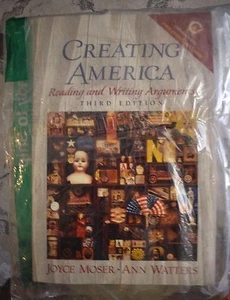 CREATING
AMERICA
Reading and Writing Arguments
THIRD EDITION
JOYCE MOSER · ANN WATTERS